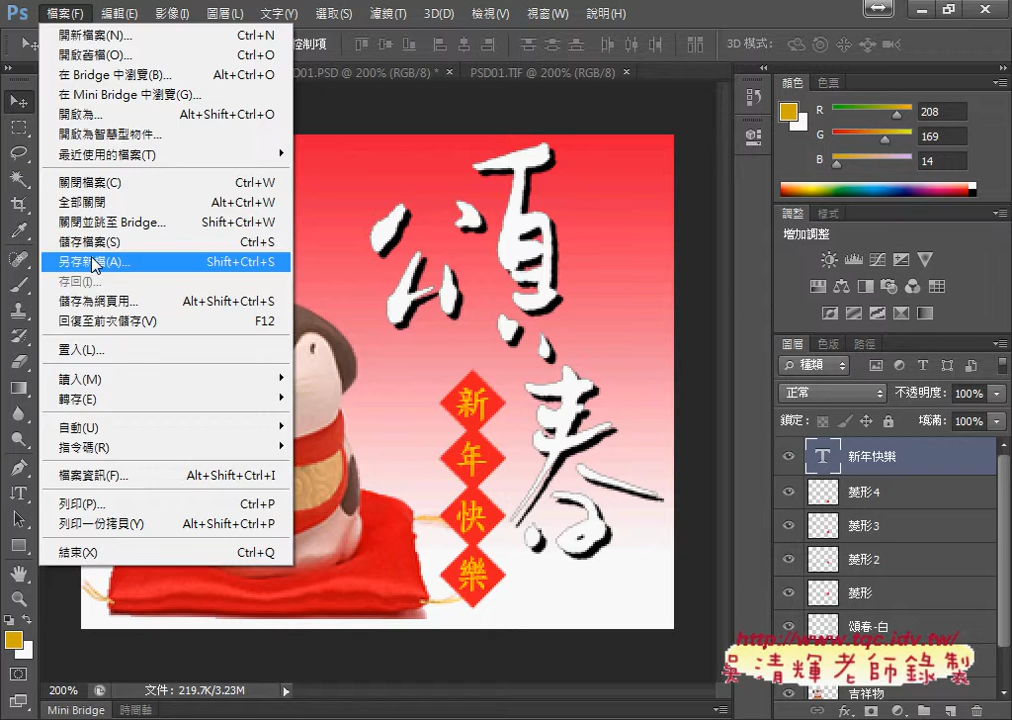 Ps 檔案(F) 編輯(E) 影像(I) 圖層(L) 文字(Y) 選取(S) 濾鏡(T) 3D(D) 檢視(V) 視窗(W) 說明(H)
控制項 3D 模式:
D01.PSD @ 200% (RGB/8) * × PSD01.TIF @ 200% (RGB/8) ×
開新檔案(N)... Ctrl+N
開啟舊檔(O)... Ctrl+O
在 Bridge 中瀏覽(B)... Alt+Ctrl+O
在 Mini Bridge 中瀏覽(G)...
開啟為... Alt+Shift+Ctrl+O
開啟為智慧型物件...
最近使用的檔案(T)
關閉檔案(C) Ctrl+W
全部關閉 Alt+Ctrl+W
關閉並跳至 Bridge... Shift+Ctrl+W
儲存檔案(S) Ctrl+S
另存新檔(A)... Shift+Ctrl+S
存回(I)...
儲存為網頁用... Alt+Shift+Ctrl+S
回復至前次儲存(V) F12
置入(L)...
讀入(M)
轉存(E)
自動(U)
指令碼(R)
檔案資訊(F)... Alt+Shift+Ctrl+I
列印(P)... Ctrl+P
列印一份拷貝(Y) Alt+Shift+Ctrl+P
結束(X) Ctrl+Q
頌春
新
年
快
樂
顏色 色票
R 208
G 169
B 14
調整 樣式
增加調整
圖層 色版 路徑
種類
正常 不透明度: 100%
鎖定: 填滿: 100%
新年快樂
菱形4
菱形3
菱形2
菱形
頌春-白
吉祥物
http://www.tqc.idv.tw/
吳清輝老師錄製
200% 文件: 219.7K/3.23M
Mini Bridge 時間軸